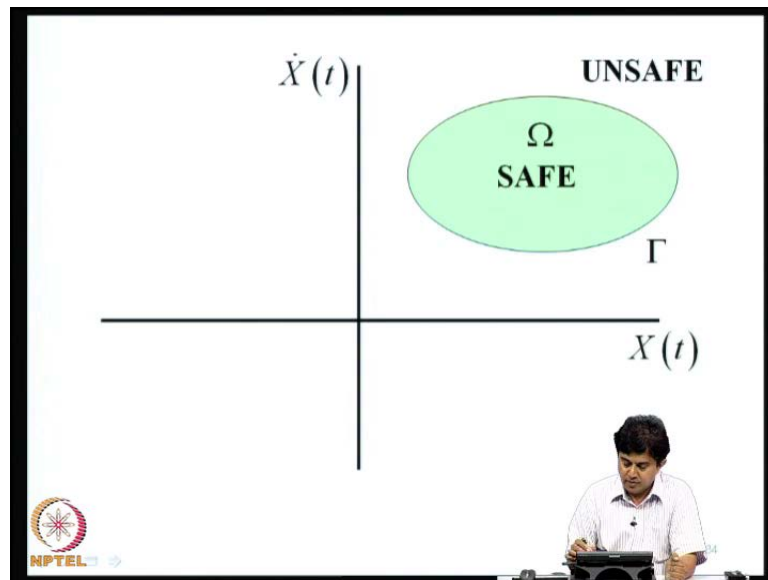 Ẋ(t)
UNSAFE
Ω
SAFE
Γ
X(t)
NPTEL